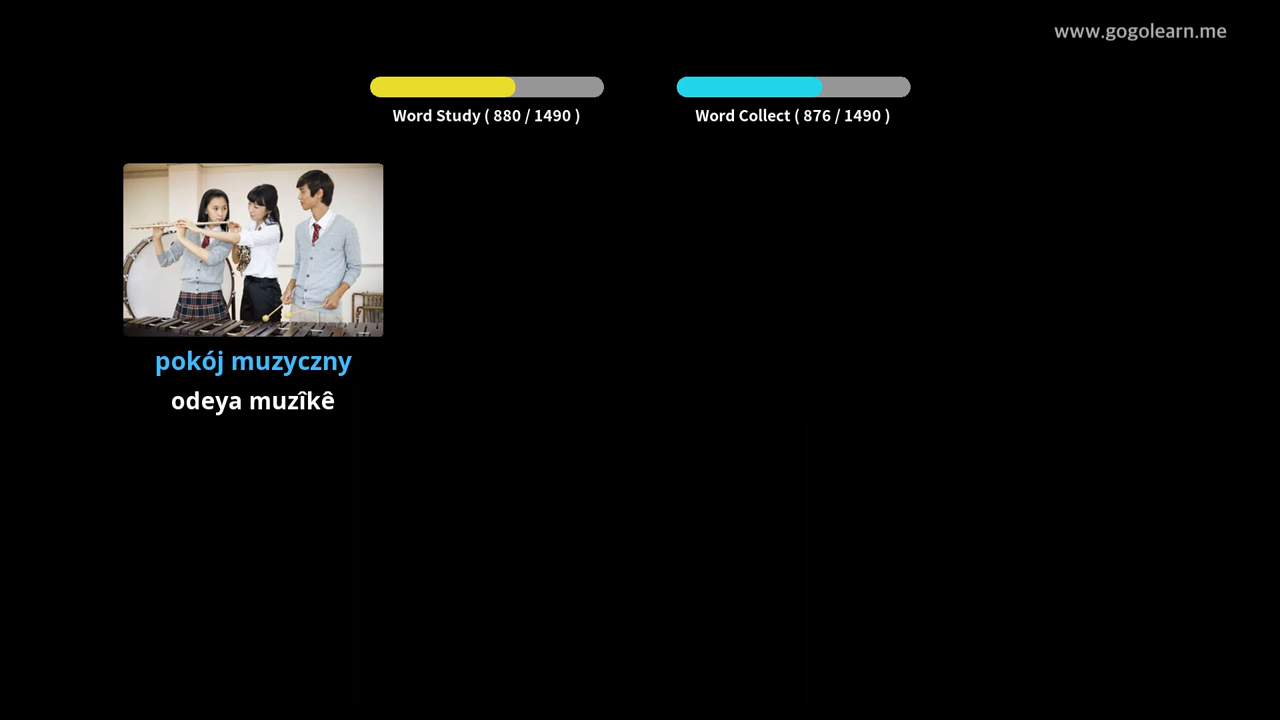 www.gogolearn.me
Word Study ( 880 / 1490 )
Word Collect ( 876 / 1490 )
pokój muzyczny
odeya muzîkê